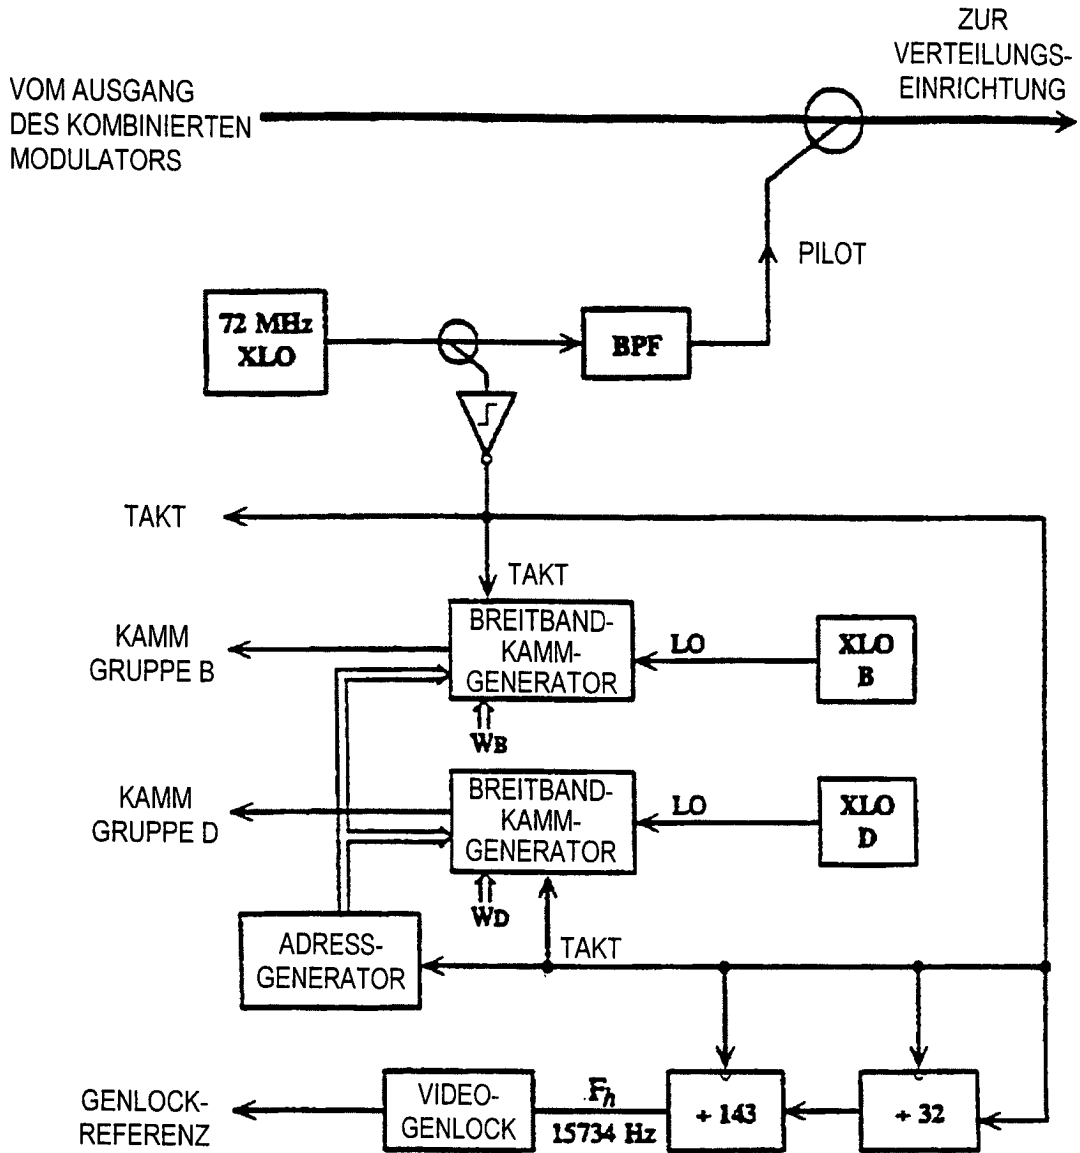 ZUR
VERTEILUNGS-
EINRICHTUNG
VOM AUSGANG
DES KOMBINIERTEN
MODULATORS
PILOT
72 MHz
XLO
BPF
TAKT
TAKT
KAMM
GRUPPE B
BREITBAND-
KAMM-
GENERATOR
LO
XLO
B
WB
KAMM
GRUPPE D
BREITBAND-
KAMM-
GENERATOR
LO
XLO
D
WD
ADRESS-
GENERATOR
TAKT
GENLOCK-
REFERENZ
VIDEO-
GENLOCK
Fh
15734 Hz
÷ 143
÷ 32